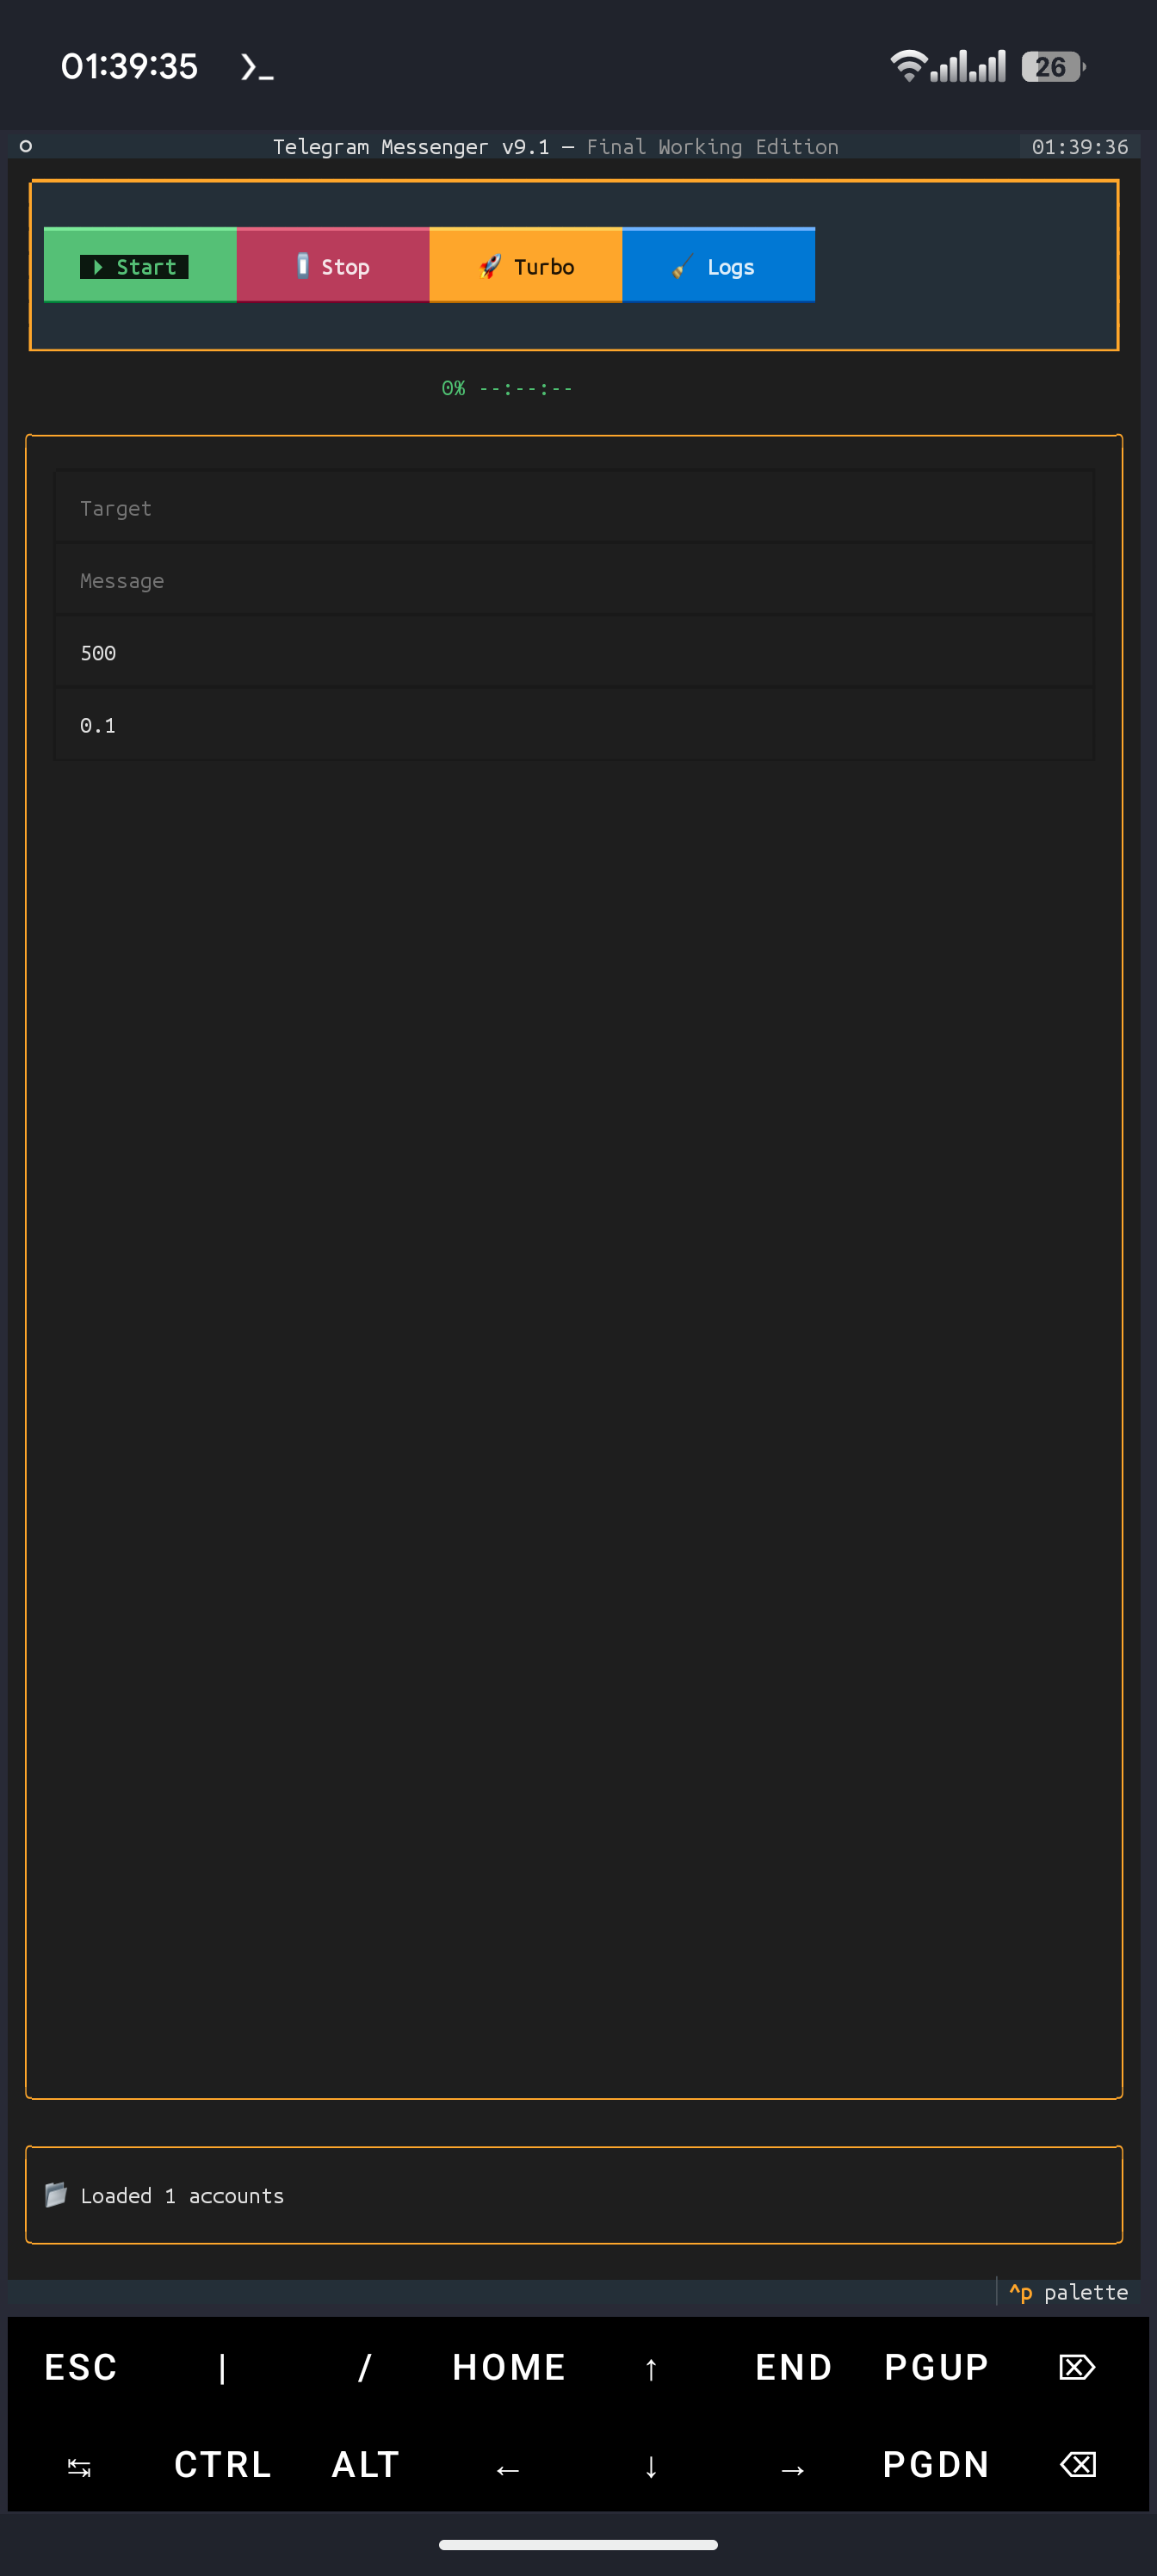 01:39:35 ❯_ 26
Telegram Messenger v9.1 — Final Working Edition 01:39:36
Start Stop Turbo Logs
0% --:--:--
Target
Message
500
0.1
Loaded 1 accounts
^p palette
ESC | / HOME ↑ END PGUP ⌦
↹ CTRL ALT ← ↓ → PGDN ⌫